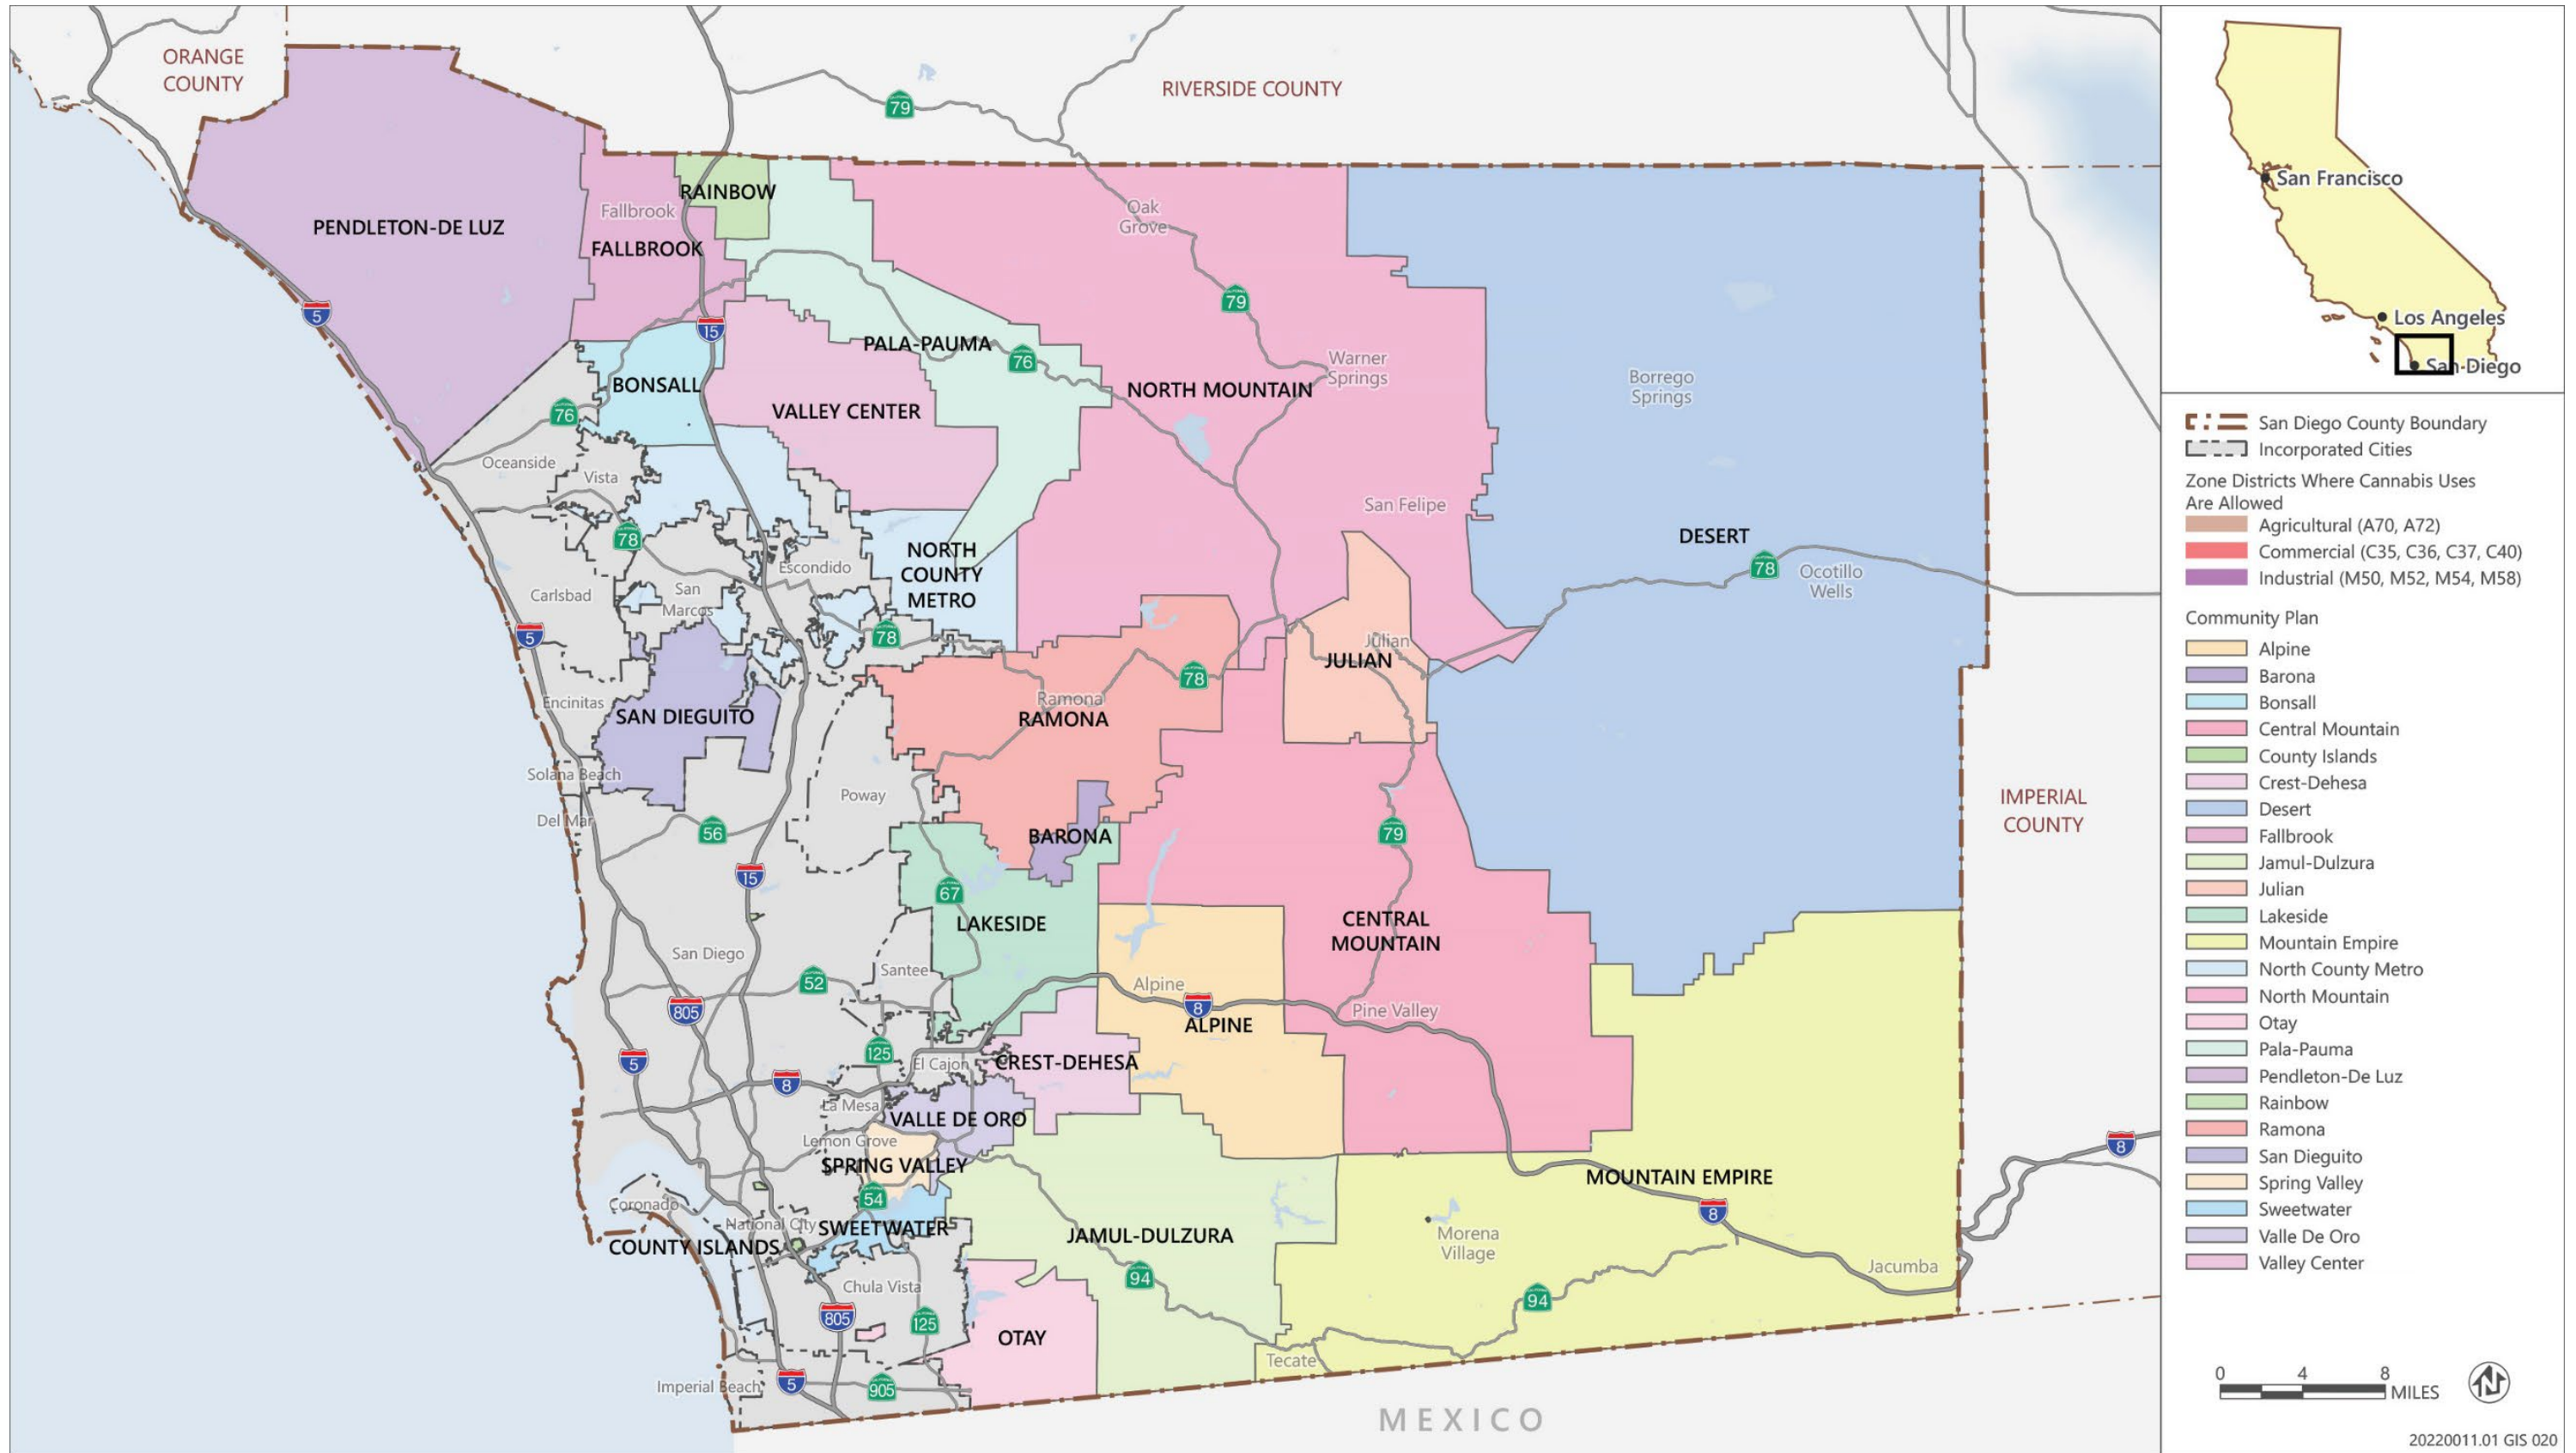 ORANGE
COUNTY
RIVERSIDE COUNTY
79
PENDLETON-DE LUZ
Fallbrook
FALLBROOK
RAINBOW
Oak
Grove
5
15
79
PALA-PAUMA
76
BONSALL
76
VALLEY CENTER
NORTH MOUNTAIN
Warner
Springs
Borrego
Springs
Oceanside
Vista
San Felipe
78
DESERT
78
Ocotillo
Wells
Escondido
NORTH
COUNTY
METRO
Carlsbad
San
Marcos
5
78
Julian
JULIAN
78
Ramona
RAMONA
Encinitas
SAN DIEGUITO
Solana Beach
Poway
Del Mar
56
BARONA
79
IMPERIAL
COUNTY
15
67
LAKESIDE
CENTRAL
MOUNTAIN
San Diego
Santee
52
Alpine
8
ALPINE
Pine Valley
805
5
125
El Cajon
CREST-DEHESA
8
La Mesa
VALLE DE ORO
Lemon Grove
SPRING VALLEY
MOUNTAIN EMPIRE
8
8
54
Coronado
National City
SWEETWATER
COUNTY ISLANDS
JAMUL-DULZURA
Morena
Village
Jacumba
94
94
Chula Vista
805
125
OTAY
Tecate
Imperial Beach
5
905
MEXICO
San Francisco
Los Angeles
San Diego
San Diego County Boundary
Incorporated Cities
Zone Districts Where Cannabis Uses
Are Allowed
Agricultural (A70, A72)
Commercial (C35, C36, C37, C40)
Industrial (M50, M52, M54, M58)
Community Plan
Alpine
Barona
Bonsall
Central Mountain
County Islands
Crest-Dehesa
Desert
Fallbrook
Jamul-Dulzura
Julian
Lakeside
Mountain Empire
North County Metro
North Mountain
Otay
Pala-Pauma
Pendleton-De Luz
Rainbow
Ramona
San Dieguito
Spring Valley
Sweetwater
Valle De Oro
Valley Center
0 4 8
MILES
N
20220011.01 GIS 020